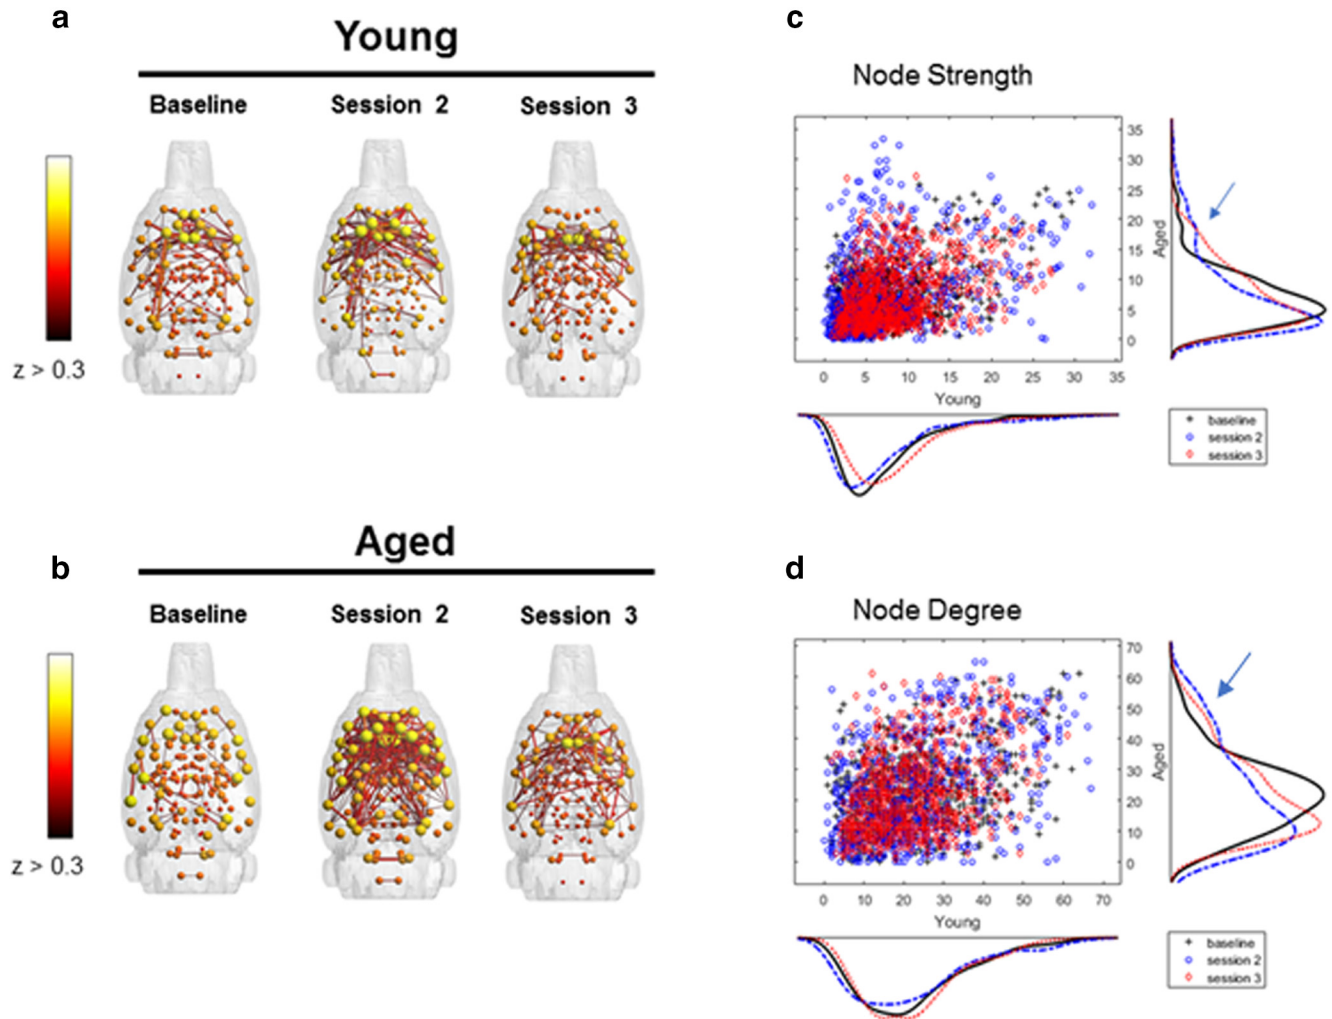 a
Young
Baseline
Session 2
Session 3
z > 0.3
b
Aged
Baseline
Session 2
Session 3
z > 0.3
c
Node Strength
35
30
25
20
15
10
5
0
Aged
0 5 10 15 20 25 30 35
Young
baseline
session 2
session 3
d
Node Degree
70
60
50
40
30
20
10
0
Aged
0 10 20 30 40 50 60 70
Young
baseline
session 2
session 3